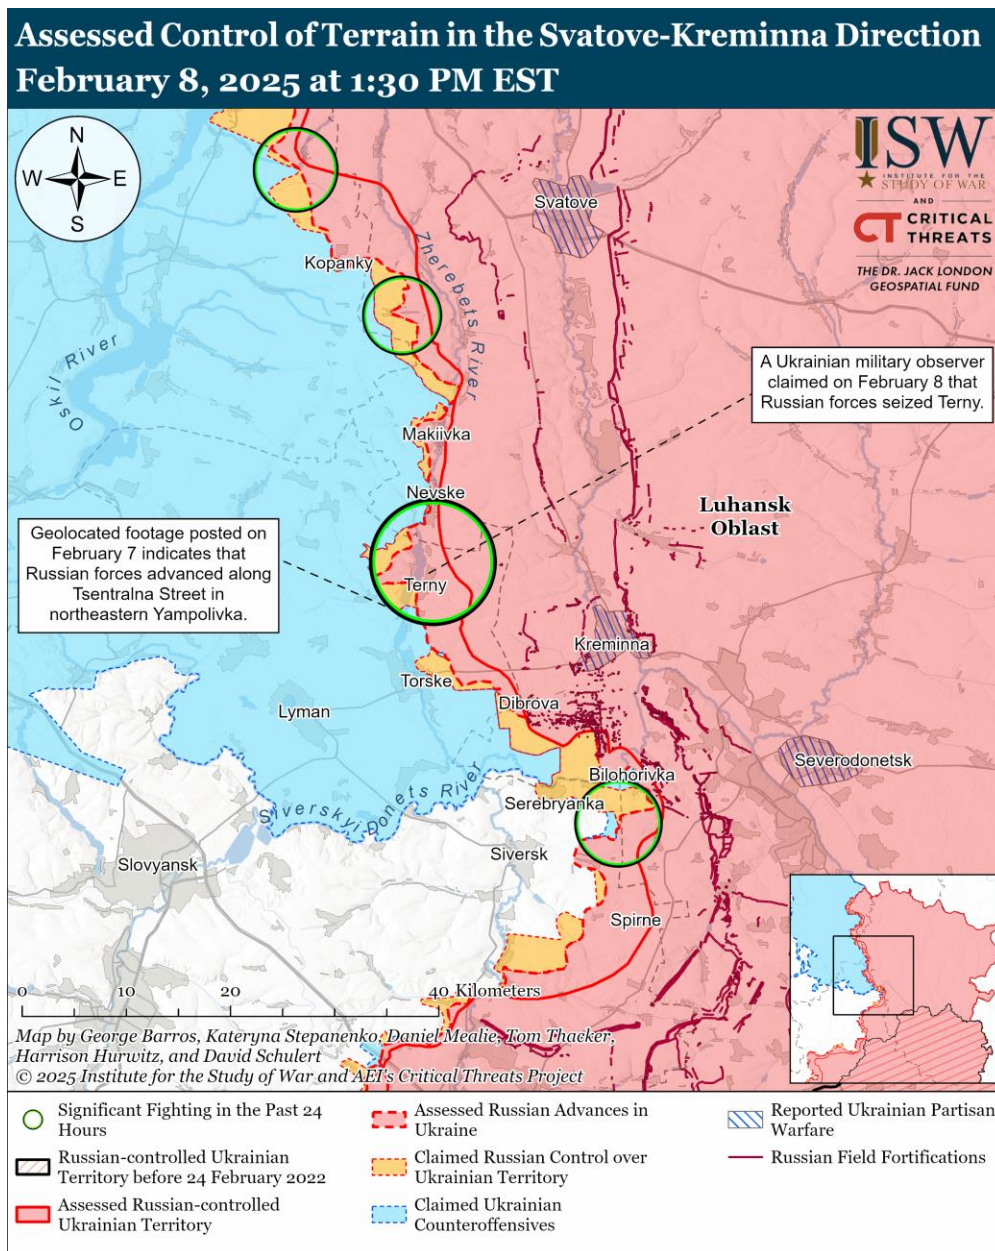 Assessed Control of Terrain in the Svatove-Kreminna Direction
February 8, 2025 at 1:30 PM EST
N
W E
S
ISW
INSTITUTE FOR THE
STUDY OF WAR
AND
CT CRITICAL
THREATS
THE DR. JACK LONDON
GEOSPATIAL FUND
Svatove
Kopanky
Zherebets River
Oskil River
A Ukrainian military observer
claimed on February 8 that
Russian forces seized Terny.
Makiivka
Nevske
Luhansk
Oblast
Geolocated footage posted on
February 7 indicates that
Russian forces advanced along
Tsentralna Street in
northeastern Yampolivka.
Terny
Kreminna
Torske
Dibrova
Lyman
Severodonetsk
Bilohorivka
Serebryanka
Siverskyi-Donets River
Siversk
Slovyansk
Spirne
0 10 20 40 Kilometers
Map by George Barros, Kateryna Stepanenko, Daniel Mealie, Tom Thacker,
Harrison Hurwitz, and David Schulert
© 2025 Institute for the Study of War and AEI's Critical Threats Project
Significant Fighting in the Past 24
Hours
Russian-controlled Ukrainian
Territory before 24 February 2022
Assessed Russian-controlled
Ukrainian Territory
Assessed Russian Advances in
Ukraine
Claimed Russian Control over
Ukrainian Territory
Claimed Ukrainian
Counteroffensives
Reported Ukrainian Partisan
Warfare
Russian Field Fortifications